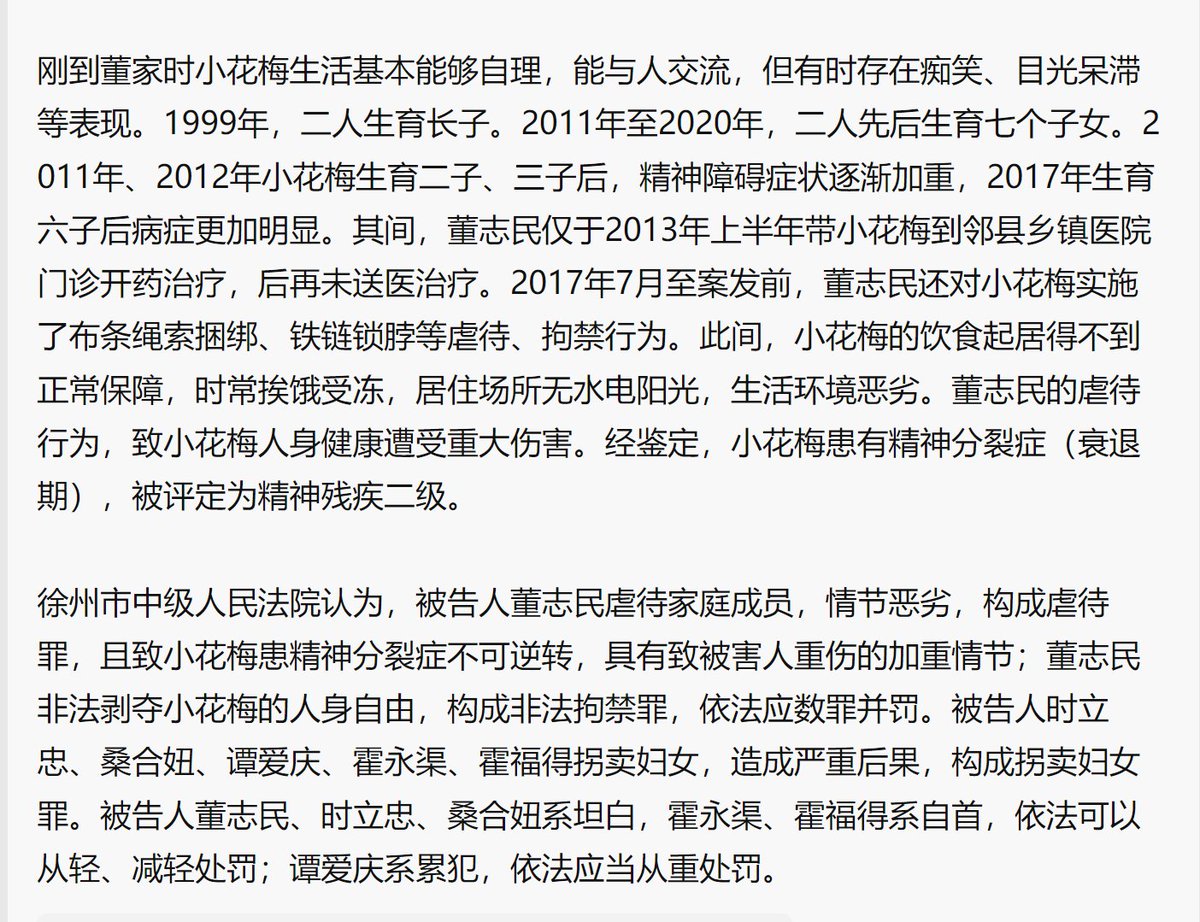 刚到董家时小花梅生活基本能够自理，能与人交流，但有时存在痴笑、目光呆滞
等表现。1999年，二人生育长子。2011年至2020年，二人先后生育七个子女。2
011年、2012年小花梅生育二子、三子后，精神障碍症状逐渐加重，2017年生育
六子后病症更加明显。其间，董志民仅于2013年上半年带小花梅到邻县乡镇医院
门诊开药治疗，后再未送医治疗。2017年7月至案发前，董志民还对小花梅实施
了布条绳索捆绑、铁链锁脖等虐待、拘禁行为。此间，小花梅的饮食起居得不到
正常保障，时常挨饿受冻，居住场所无水电阳光，生活环境恶劣。董志民的虐待
行为，致小花梅人身健康遭受重大伤害。经鉴定，小花梅患有精神分裂症（衰退
期），被评定为精神残疾二级。
徐州市中级人民法院认为，被告人董志民虐待家庭成员，情节恶劣，构成虐待
罪，且致小花梅患精神分裂症不可逆转，具有致被害人重伤的加重情节；董志民
非法剥夺小花梅的人身自由，构成非法拘禁罪，依法应数罪并罚。被告人时立
忠、桑合妞、谭爱庆、霍永渠、霍福得拐卖妇女，造成严重后果，构成拐卖妇女
罪。被告人董志民、时立忠、桑合妞系坦白，霍永渠、霍福得系自首，依法可以
从轻、减轻处罚；谭爱庆系累犯，依法应当从重处罚。